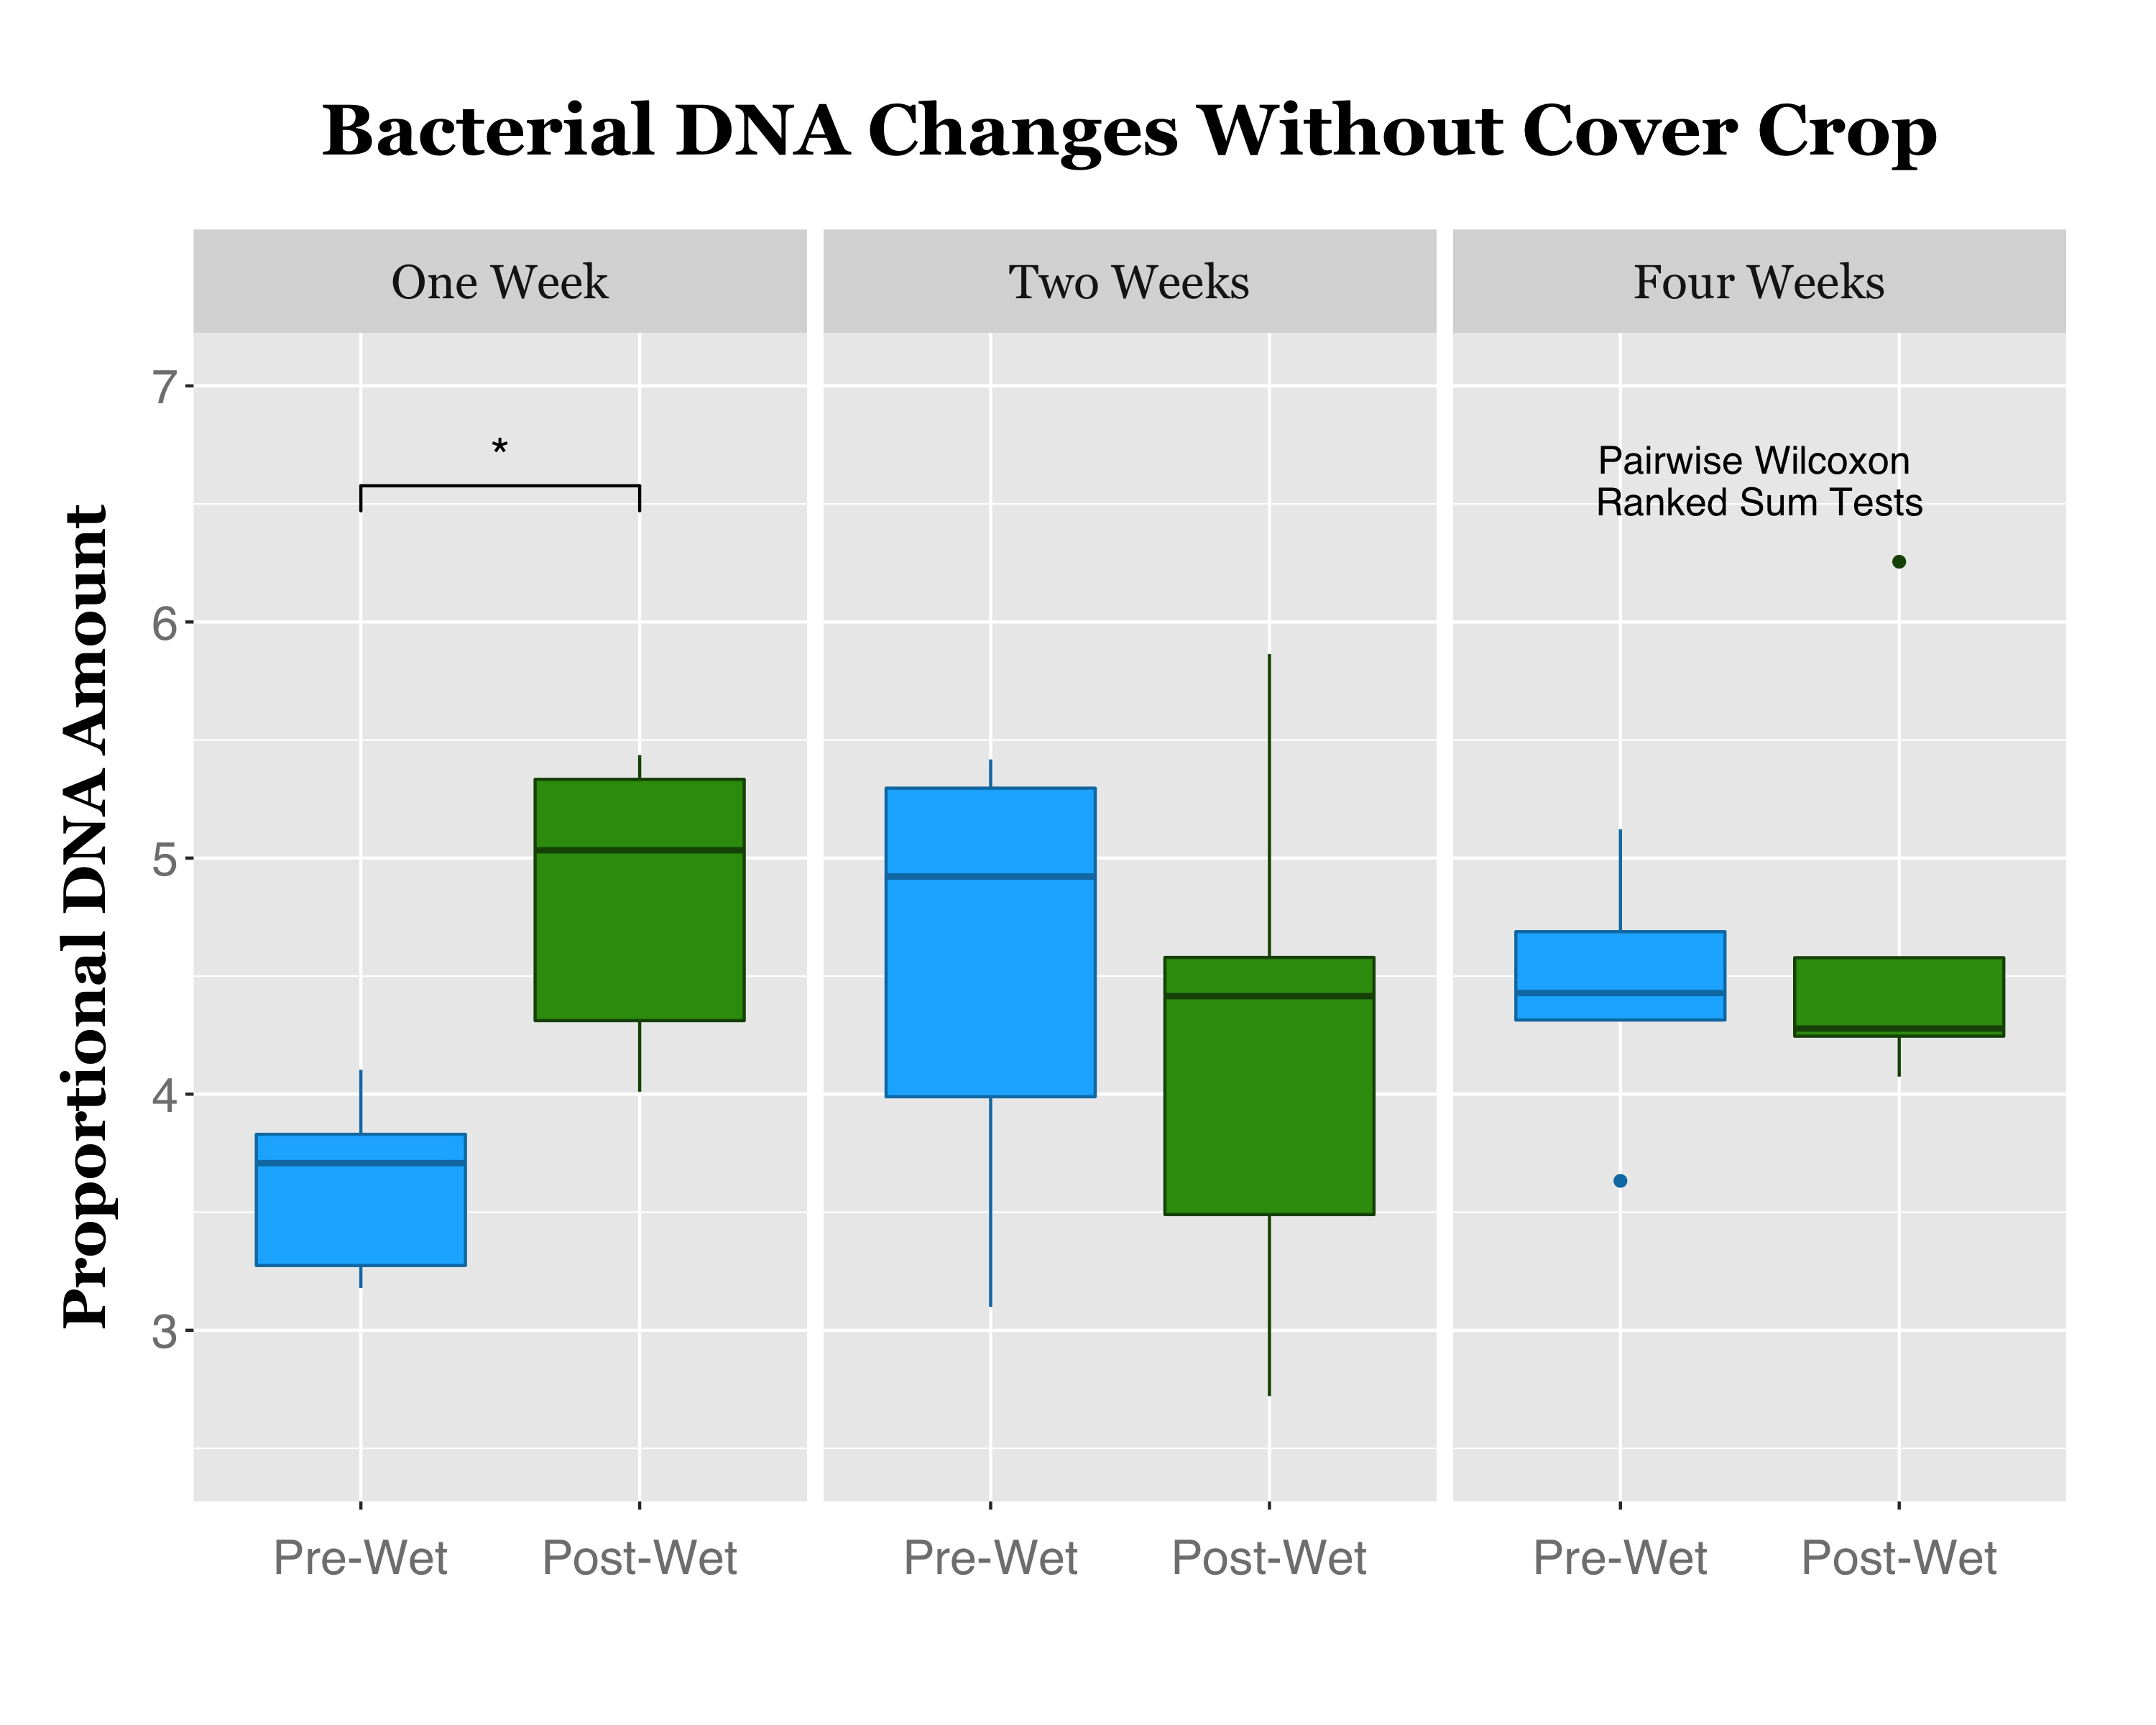 Bacterial DNA Changes Without Cover Crop
One Week
Two Weeks
Four Weeks
Proportional DNA Amount
7
6
5
4
3
*
Pairwise Wilcoxon
Ranked Sum Tests
Pre-Wet
Post-Wet
Pre-Wet
Post-Wet
Pre-Wet
Post-Wet